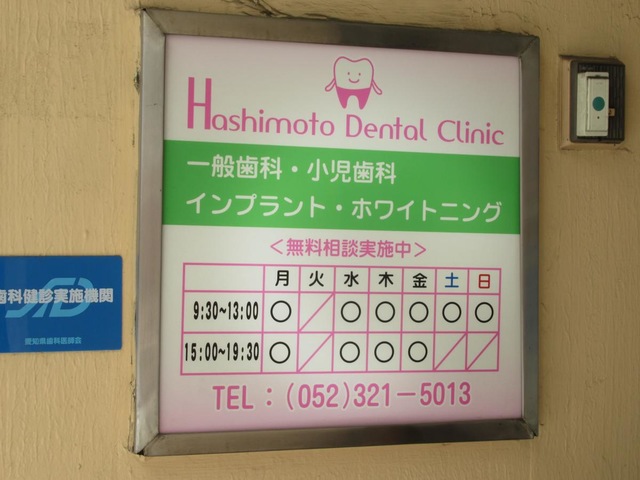 Hashimoto Dental Clinic
一般歯科・小児歯科
インプラント・ホワイトニング
＜無料相談実施中＞
月 火 水 木 金 土 日
9:30~13:00 ○ ／ ○ ○ ○ ○ ○
15:00~19:30 ○ ／ ○ ○ ○ ／ ／
TEL：(052)321－5013
歯科健診実施機関
愛知県歯科医師会